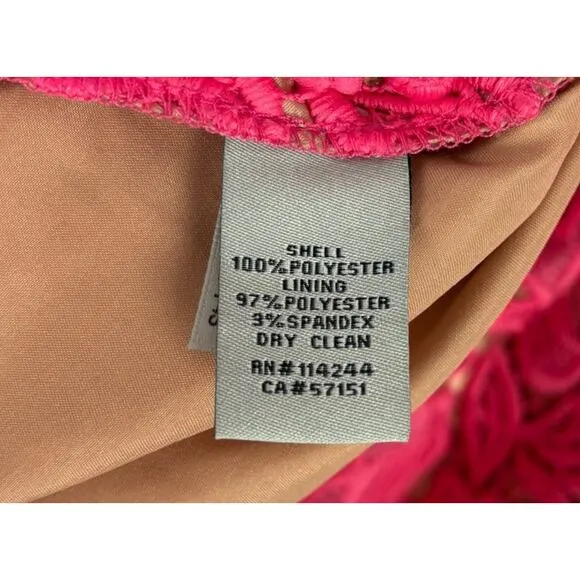 SHELL
100%POLYESTER
LINING
97%POLYESTER
3%SPANDEX
DRY CLEAN
RN#114244
CA#57151